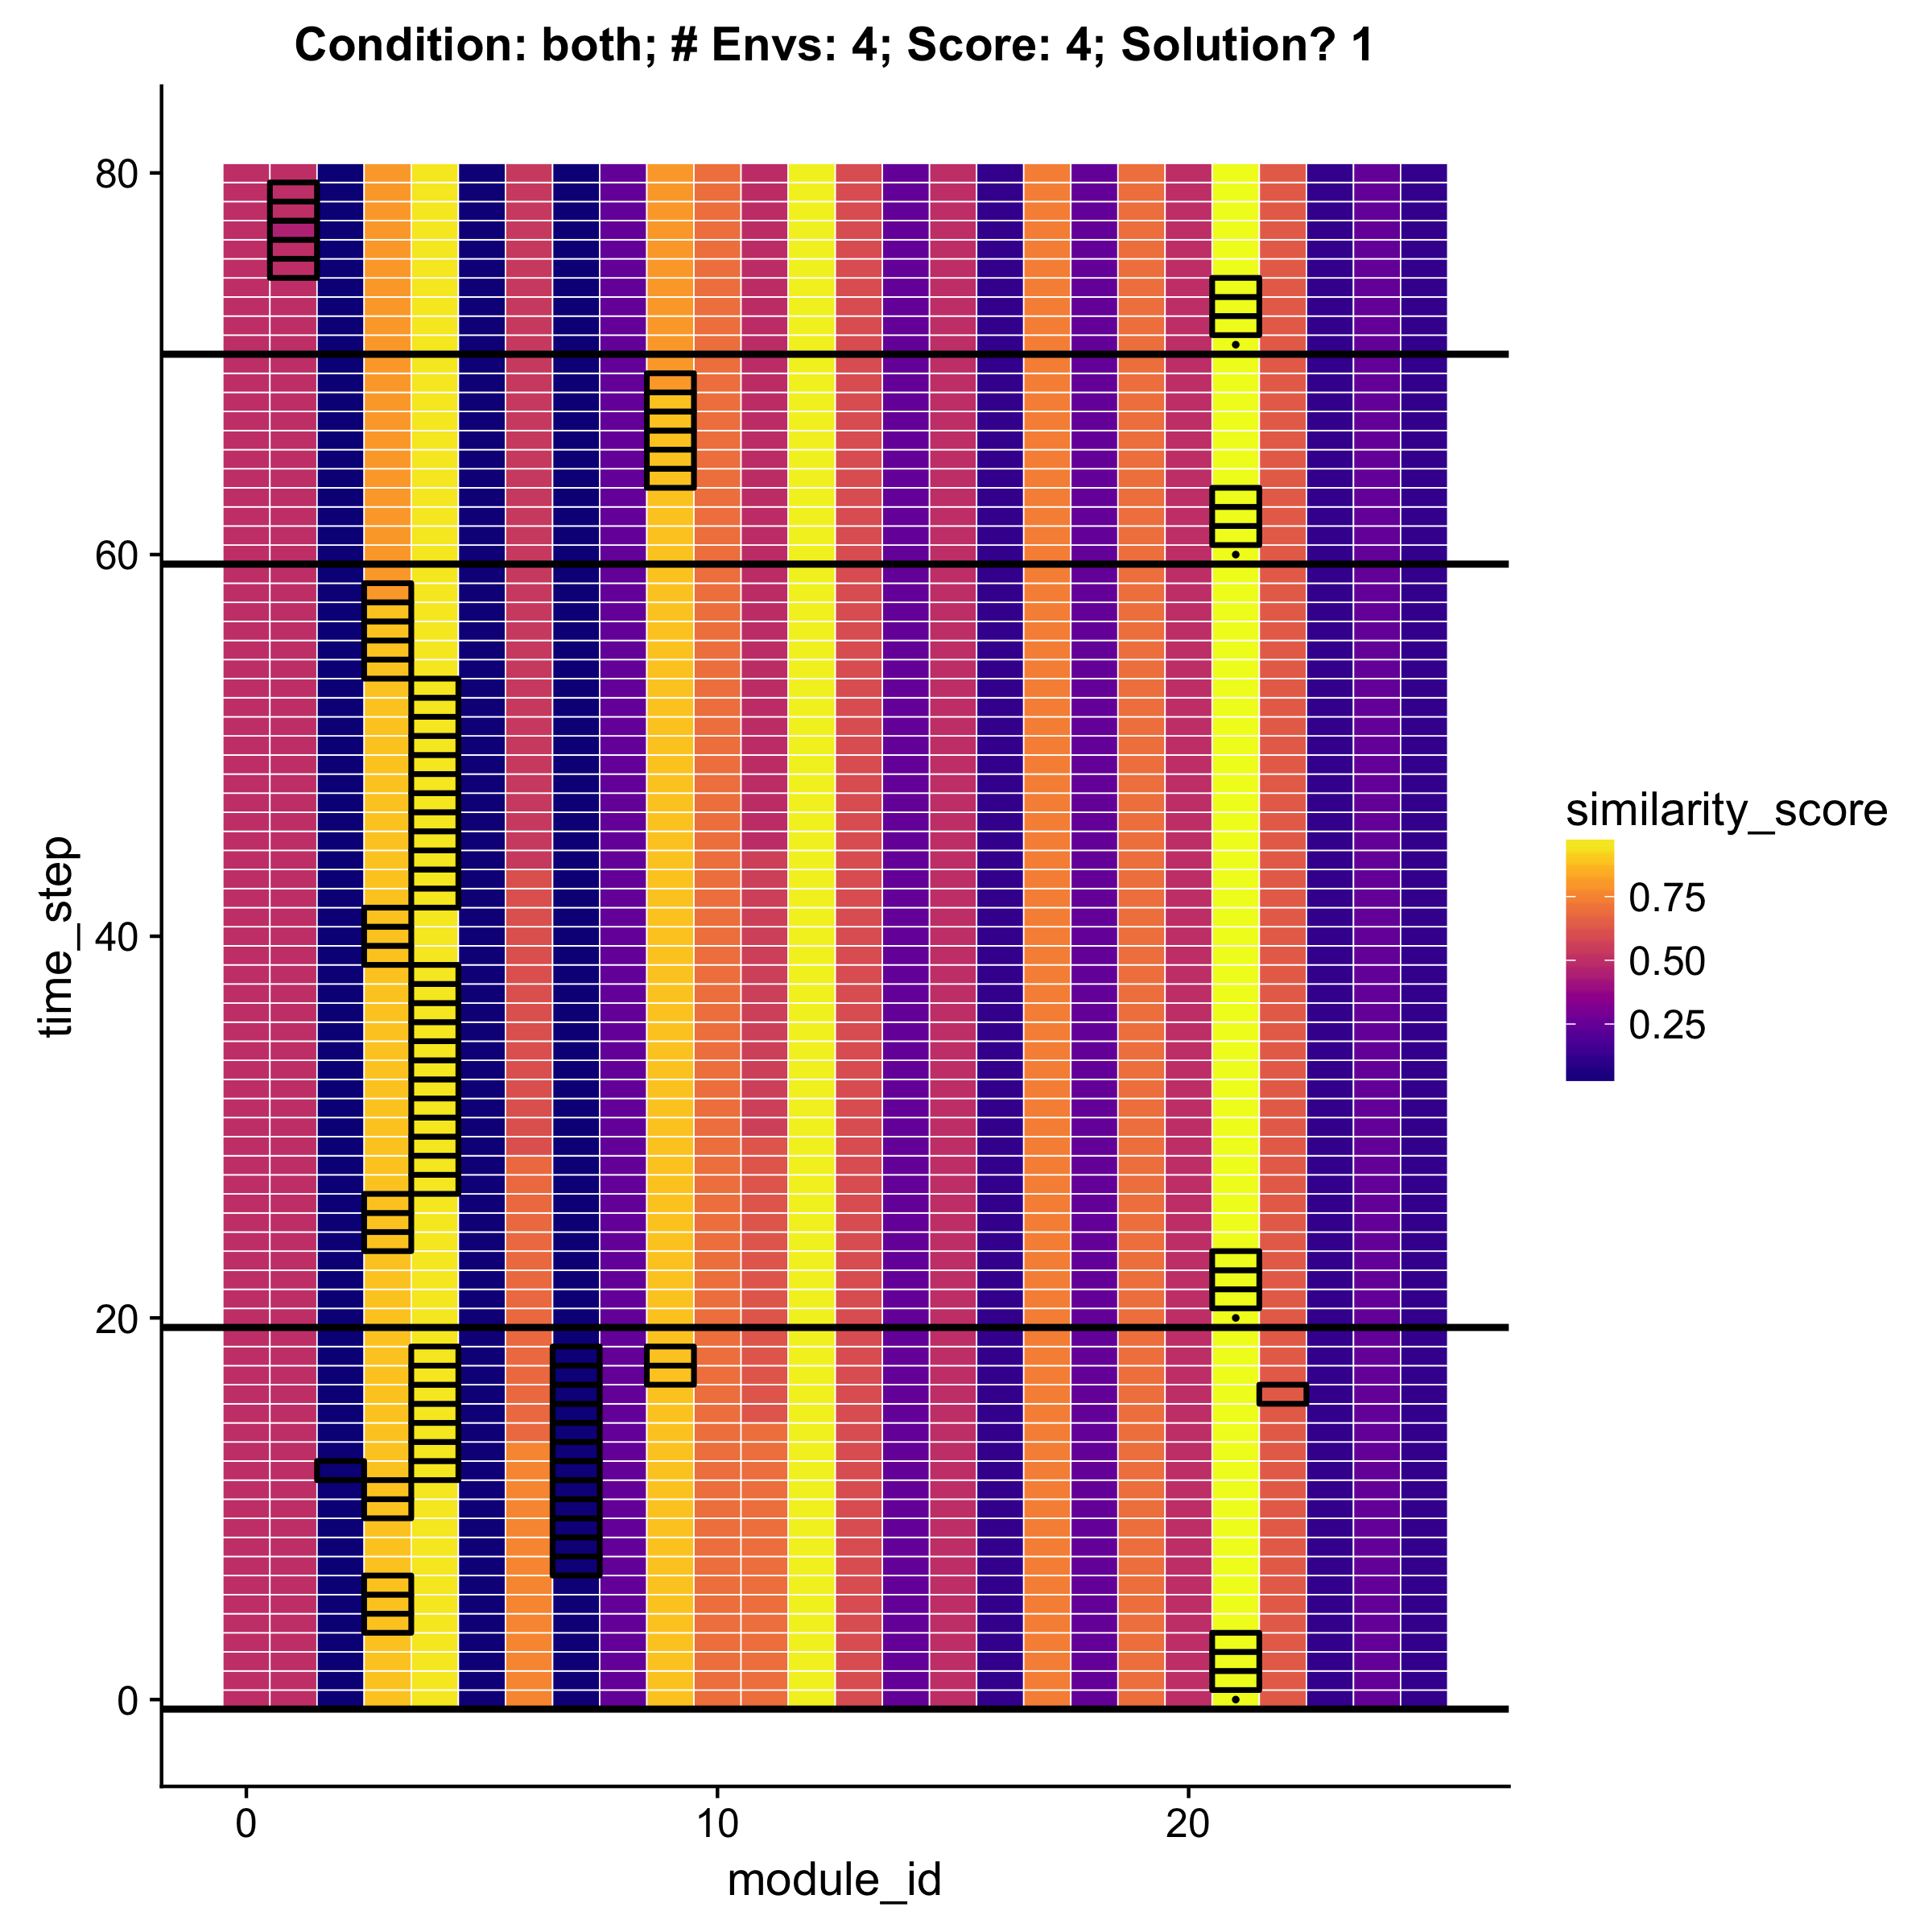 Condition: both; # Envs: 4; Score: 4; Solution? 1
80
60
40
20
0
time_step
0
10
20
module_id
similarity_score
0.75
0.50
0.25